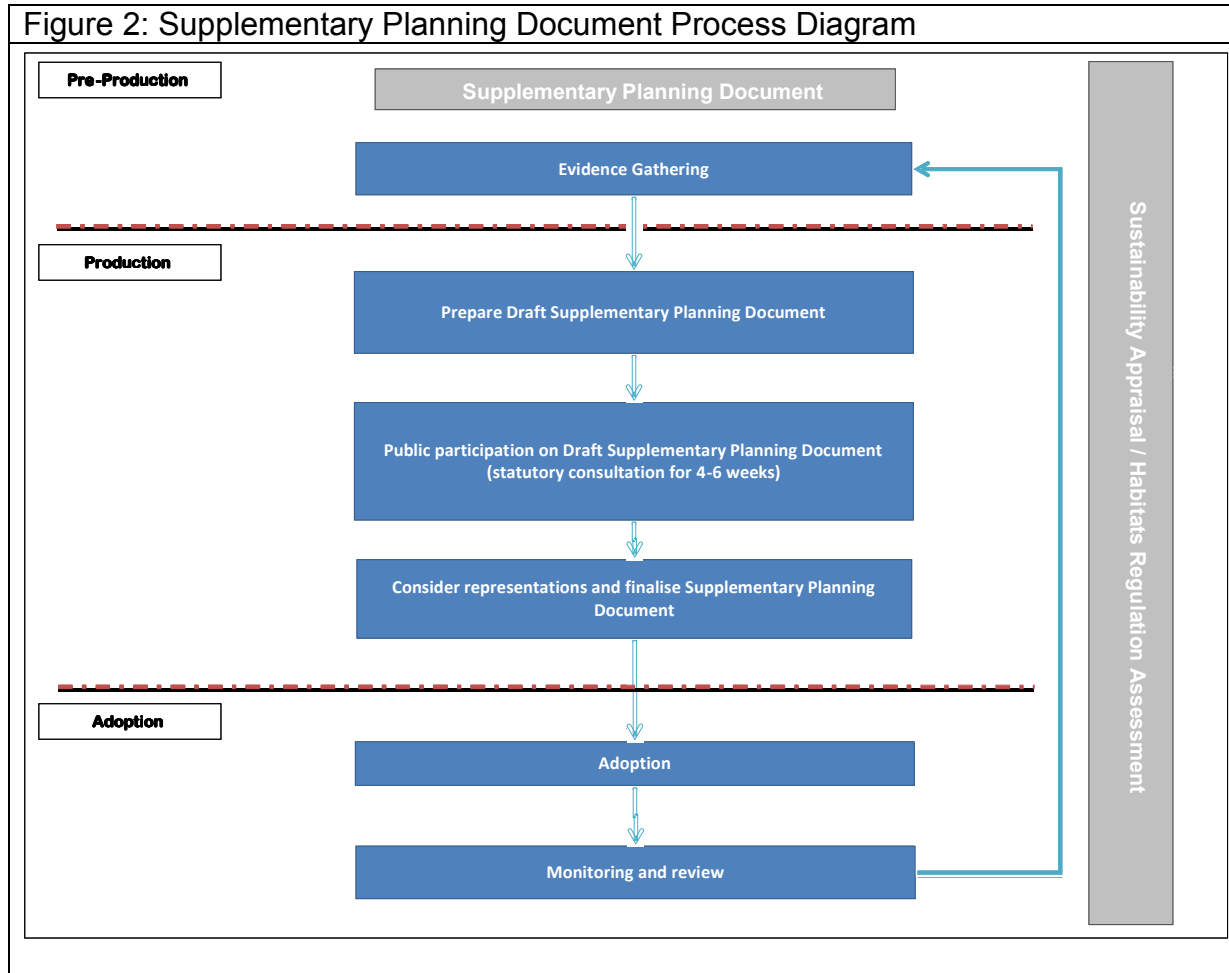 Figure 2: Supplementary Planning Document Process Diagram
Pre-Production
Supplementary Planning Document
Evidence Gathering
Production
Prepare Draft Supplementary Planning Document
Public participation on Draft Supplementary Planning Document
(statutory consultation for 4-6 weeks)
Consider representations and finalise Supplementary Planning
Document
Adoption
Adoption
Monitoring and review
Sustainability Appraisal / Habitats Regulation Assessment